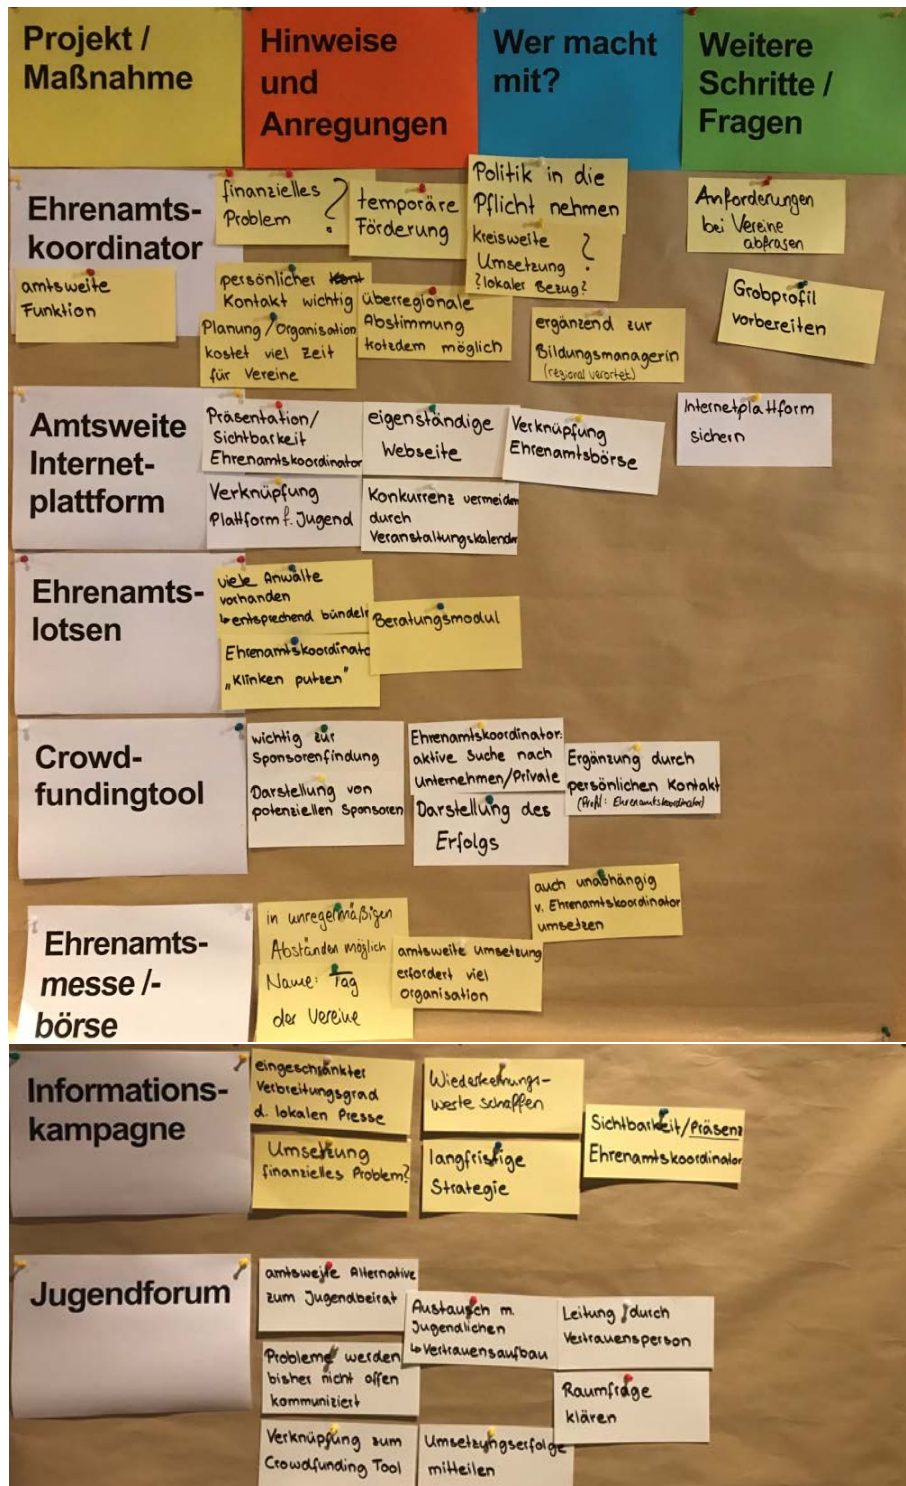 Projekt /
Maßnahme
Hinweise
und
Anregungen
Wer macht
mit?
Weitere
Schritte /
Fragen
Ehrenamts-
koordinator
amtsweite
Funktion
finanzielles
Problem ?
temporäre
Förderung
Politik in die
Pflicht nehmen
kreisweite
Umsetzung ?
? lokaler Bezug?
Anforderungen
bei Vereine
abfragen
persönlicher
Kontakt wichtig
Planung/Organisation
kostet viel Zeit
für Vereine
überregionale
Abstimmung
trotzdem möglich
ergänzend zur
Bildungsmanagerin
(regional verortet)
Grobprofil
vorbereiten
Amtsweite
Internet-
plattform
Präsentation/
Sichtbarkeit
Ehrenamtskoordinator
eigenständige
Webseite
Verknüpfung
Ehrenamtsbörse
Internetplattform
sichern
Verknüpfung
Plattform f. Jugend
Konkurrenz vermeiden
durch
Veranstaltungskalender
Ehrenamts-
lotsen
viele Anwälte
vorhanden
↳ entsprechend bündeln
Beratungsmodul
Ehrenamtskoordinato
„Klinken putzen"
Crowd-
fundingtool
wichtig zur
Sponsorenfindung
Darstellung von
potenziellen Sponsoren
Ehrenamtskoordinator:
aktive Suche nach
Unternehmen/Private
Darstellung des
Erfolgs
Ergänzung durch
persönlichen Kontakt
(Profil: Ehrenamtskoordinator)
Ehrenamts-
messe /-
börse
in unregelmäßigen
Abständen möglich
Name: Tag
der Vereine
amtsweite Umsetzung
erfordert viel
Organisation
auch unabhängig
v. Ehrenamtskoordinator
umsetzen
Informations-
kampagne
eingeschränkter
Verbreitungsgrad
d. lokalen Presse
Umsetzung
finanzielles Problem?
Wiedererkennungs-
werte schaffen
langfristige
Strategie
Sichtbarkeit/Präsenz
Ehrenamtskoordinator
Jugendforum
amtsweite Alternative
zum Jugendbeirat
Probleme werden
bisher nicht offen
kommuniziert
Verknüpfung zum
Crowdfunding Tool
Austausch m.
Jugendlichen
↳ Vertrauensaufbau
Umsetzungserfolge
mitteilen
Leitung durch
Vertrauensperson
Raumfrage
klären